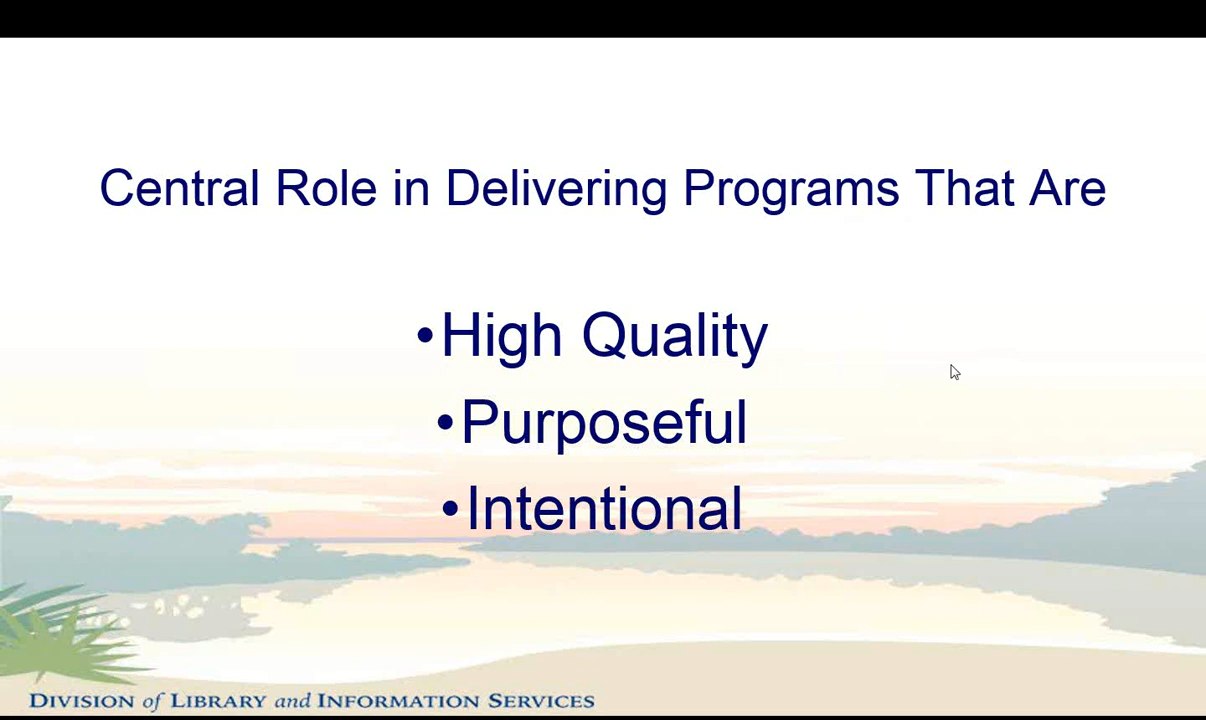 Central Role in Delivering Programs That Are
•High Quality
•Purposeful
•Intentional
DIVISION of LIBRARY and INFORMATION SERVICES